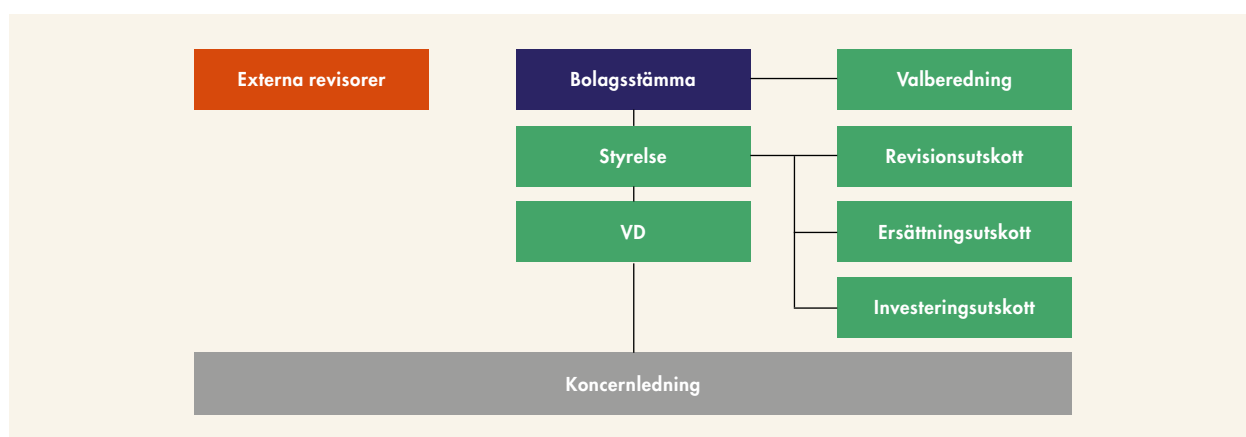 Externa revisorer
Bolagsstämma
Valberedning
Styrelse
Revisionsutskott
VD
Ersättningsutskott
Investeringsutskott
Koncernledning